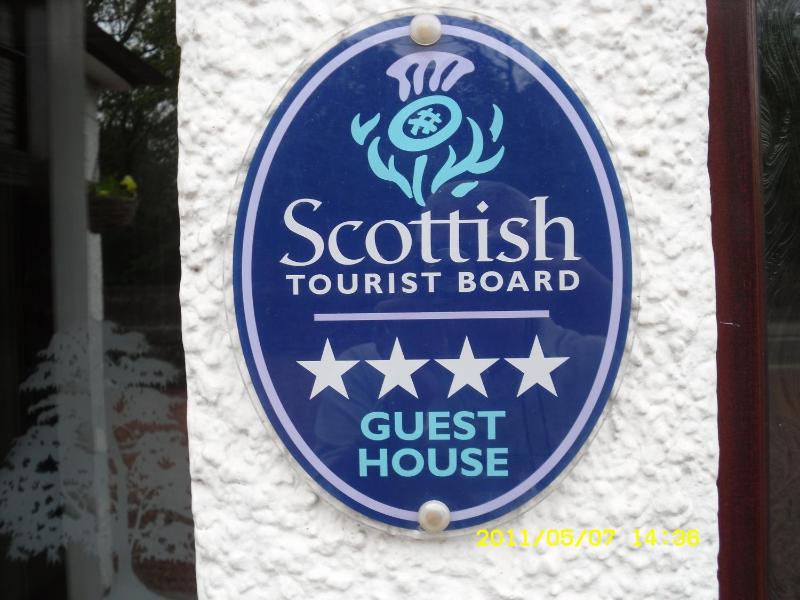 Scottish
TOURIST BOARD
GUEST
HOUSE
2011/05/07 14:36